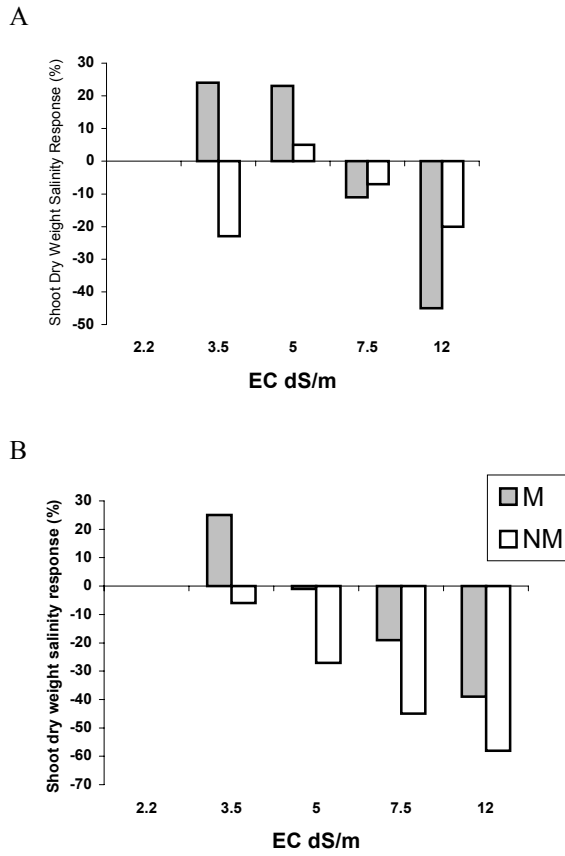 A
Shoot Dry Weight Salinity Response (%)
30
20
10
0
-10
-20
-30
-40
-50
2.2 3.5 5 7.5 12
EC dS/m
B
M
NM
Shoot dry weight salinity response (%)
30
20
10
0
-10
-20
-30
-40
-50
-60
-70
2.2 3.5 5 7.5 12
EC dS/m